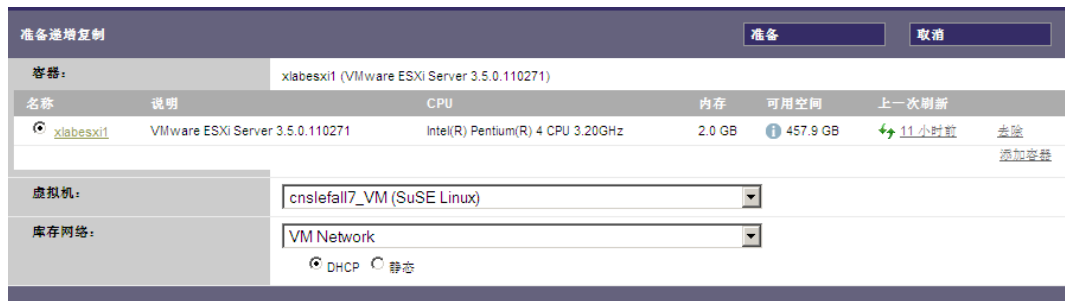 准备递增复制 准备 取消
容器： xlabesxi1 (VMware ESXi Server 3.5.0.110271)
名称 说明 CPU 内存 可用空间 上一次刷新
xlabesxi1 VMware ESXi Server 3.5.0.110271 Intel(R) Pentium(R) 4 CPU 3.20GHz 2.0 GB 457.9 GB 11 小时前 去除
添加容器
虚拟机： cnslefall7_VM (SuSE Linux)
库存网络： VM Network
DHCP 静态